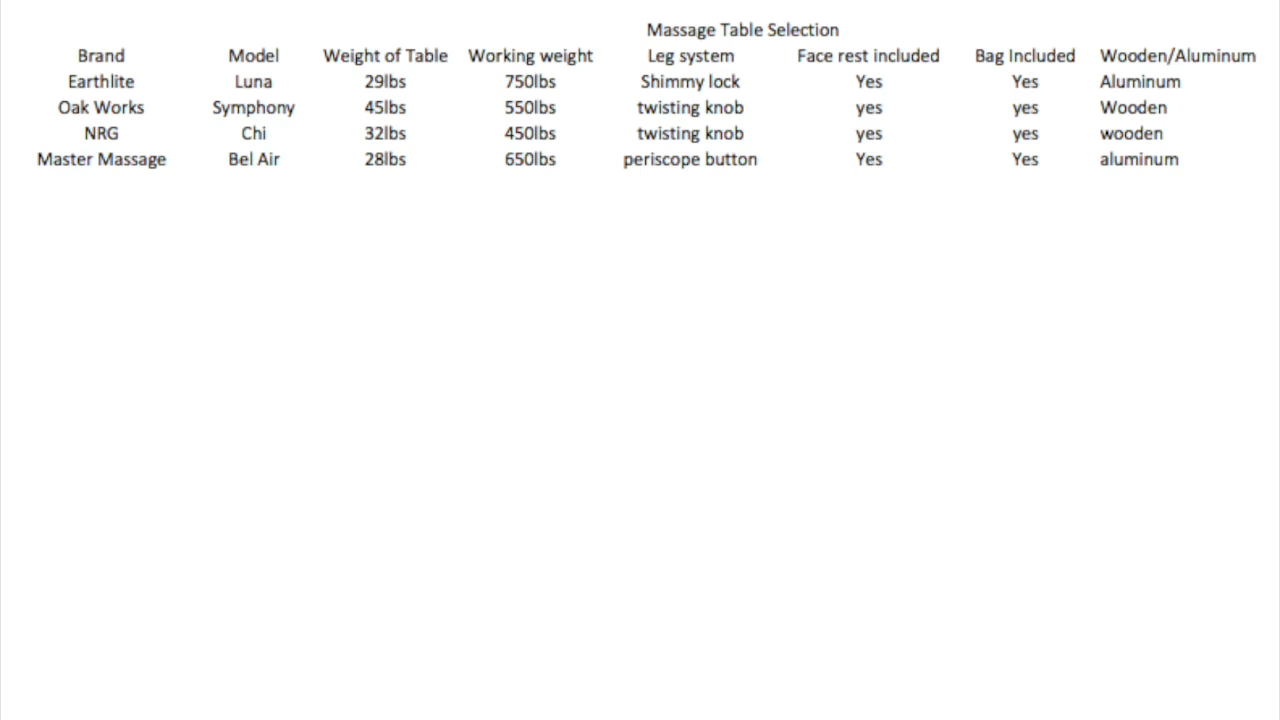 Massage Table Selection
Brand Model Weight of Table Working weight Leg system Face rest included Bag Included Wooden/Aluminum
Earthlite Luna 29lbs 750lbs Shimmy lock Yes Yes Aluminum
Oak Works Symphony 45lbs 550lbs twisting knob yes yes Wooden
NRG Chi 32lbs 450lbs twisting knob yes yes wooden
Master Massage Bel Air 28lbs 650lbs periscope button Yes Yes aluminum